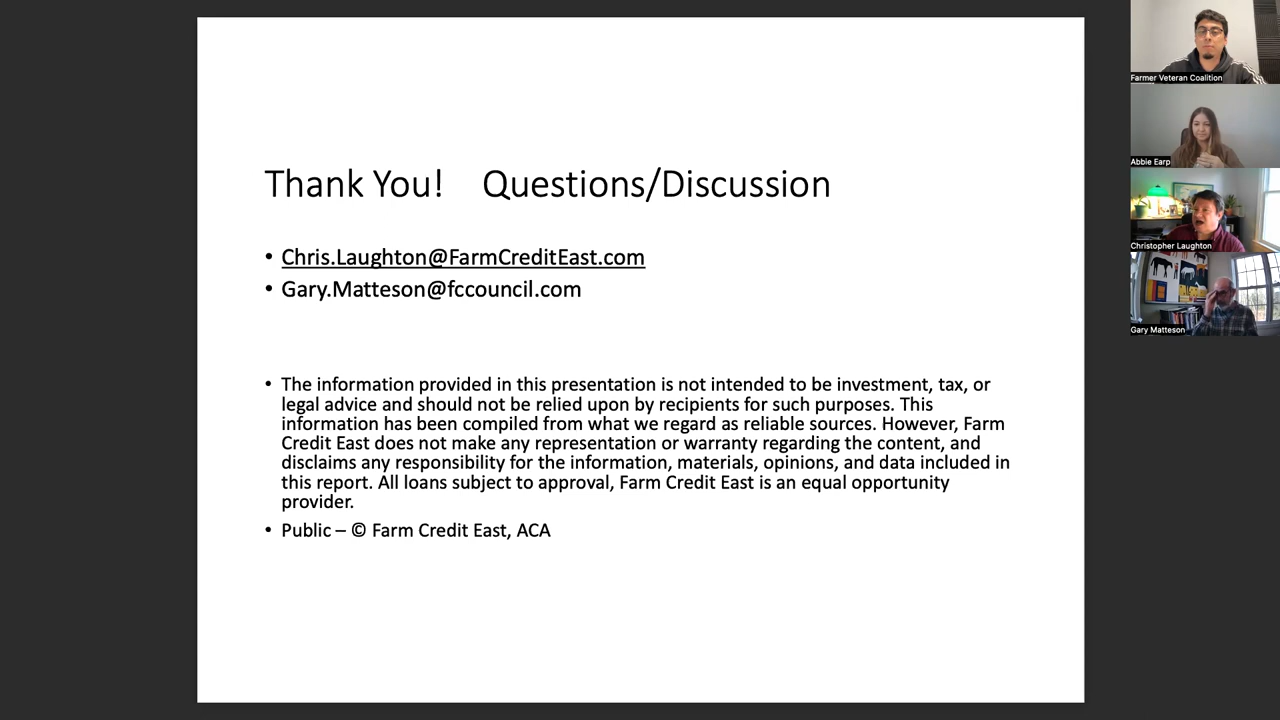 Thank You! Questions/Discussion
• Chris.Laughton@FarmCreditEast.com
• Gary.Matteson@fccouncil.com
• The information provided in this presentation is not intended to be investment, tax, or
legal advice and should not be relied upon by recipients for such purposes. This
information has been compiled from what we regard as reliable sources. However, Farm
Credit East does not make any representation or warranty regarding the content, and
disclaims any responsibility for the information, materials, opinions, and data included in
this report. All loans subject to approval, Farm Credit East is an equal opportunity
provider.
• Public – © Farm Credit East, ACA
Farmer Veteran Coalition
Abbie Earp
Christopher Laughton
Gary Matteson